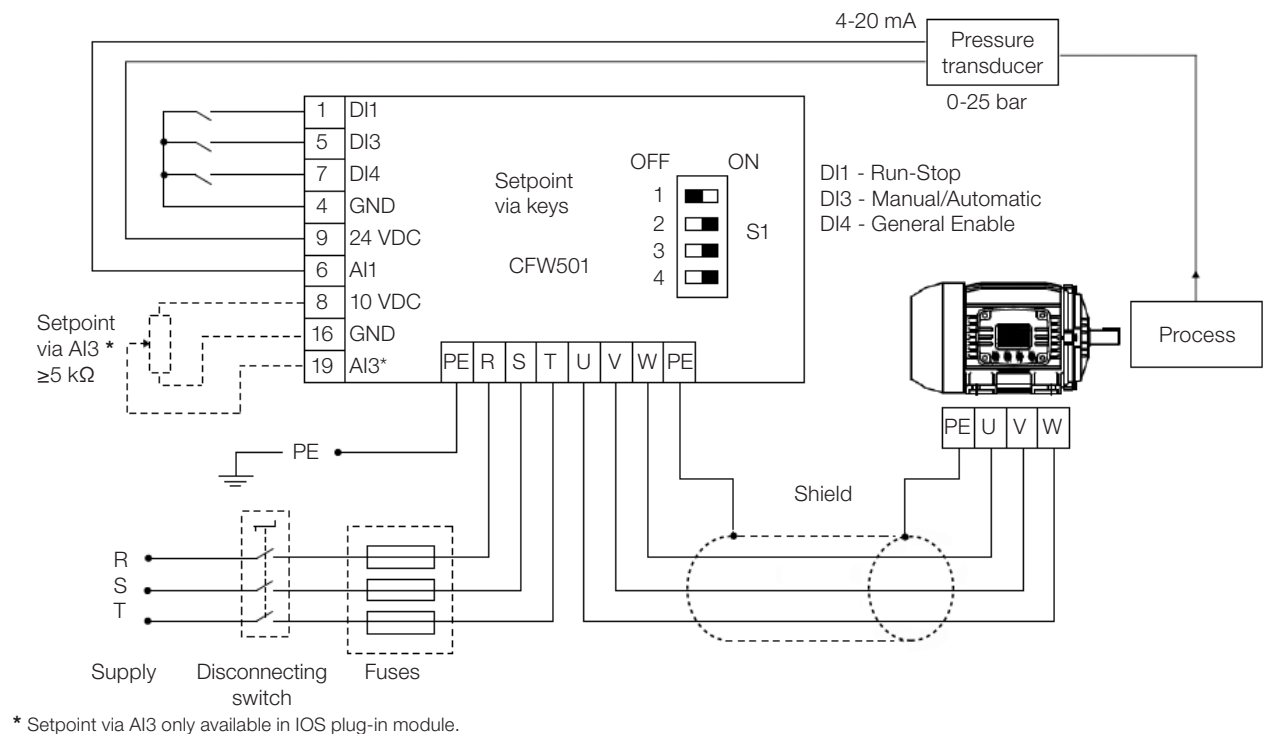 4-20 mA
Pressure
transducer
0-25 bar
1 DI1
5 DI3
7 DI4
4 GND
9 24 VDC
6 AI1
8 10 VDC
16 GND
19 AI3*
Setpoint
via keys
CFW501
OFF ON
1
2
3
4
S1
DI1 - Run-Stop
DI3 - Manual/Automatic
DI4 - General Enable
Process
Setpoint
via AI3 *
≥5 kΩ
PE R S T U V W PE
PE U V W
PE
Shield
R
S
T
Supply
Disconnecting
switch
Fuses
* Setpoint via AI3 only available in IOS plug-in module.